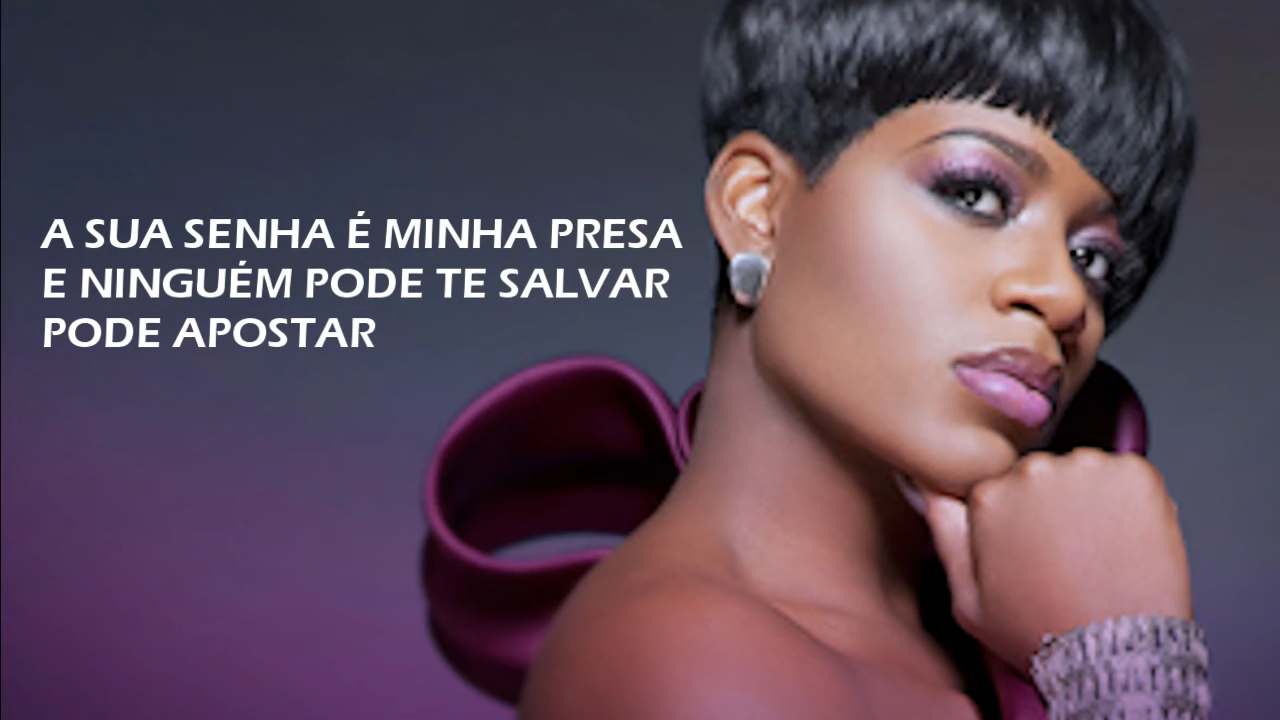 A SUA SENHA É MINHA PRESA
E NINGUÉM PODE TE SALVAR
PODE APOSTAR